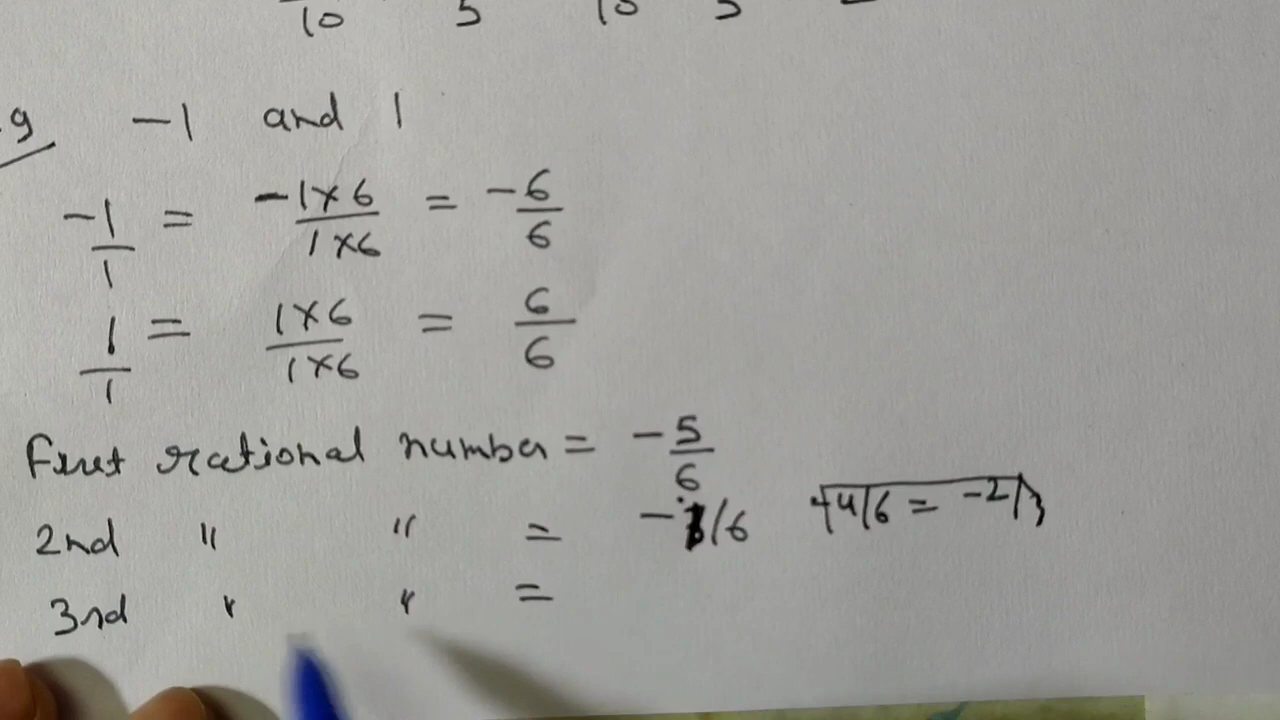 10 5 10 5
g -1 and 1
-1/1 = -1×6/1×6 = -6/6
1/1 = 1×6/1×6 = 6/6
First rational number = -5/6
2nd " " = - /6 -4/6 = -2/3
3rd " " =